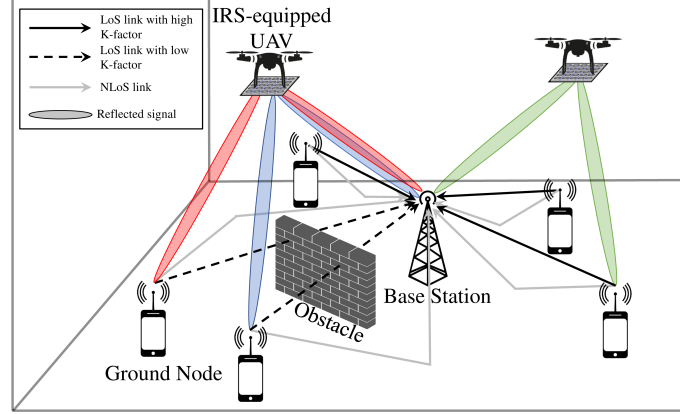 LoS link with high
K-factor
LoS link with low
K-factor
NLoS link
Reflected signal
IRS-equipped
UAV
Base Station
Obstacle
Ground Node